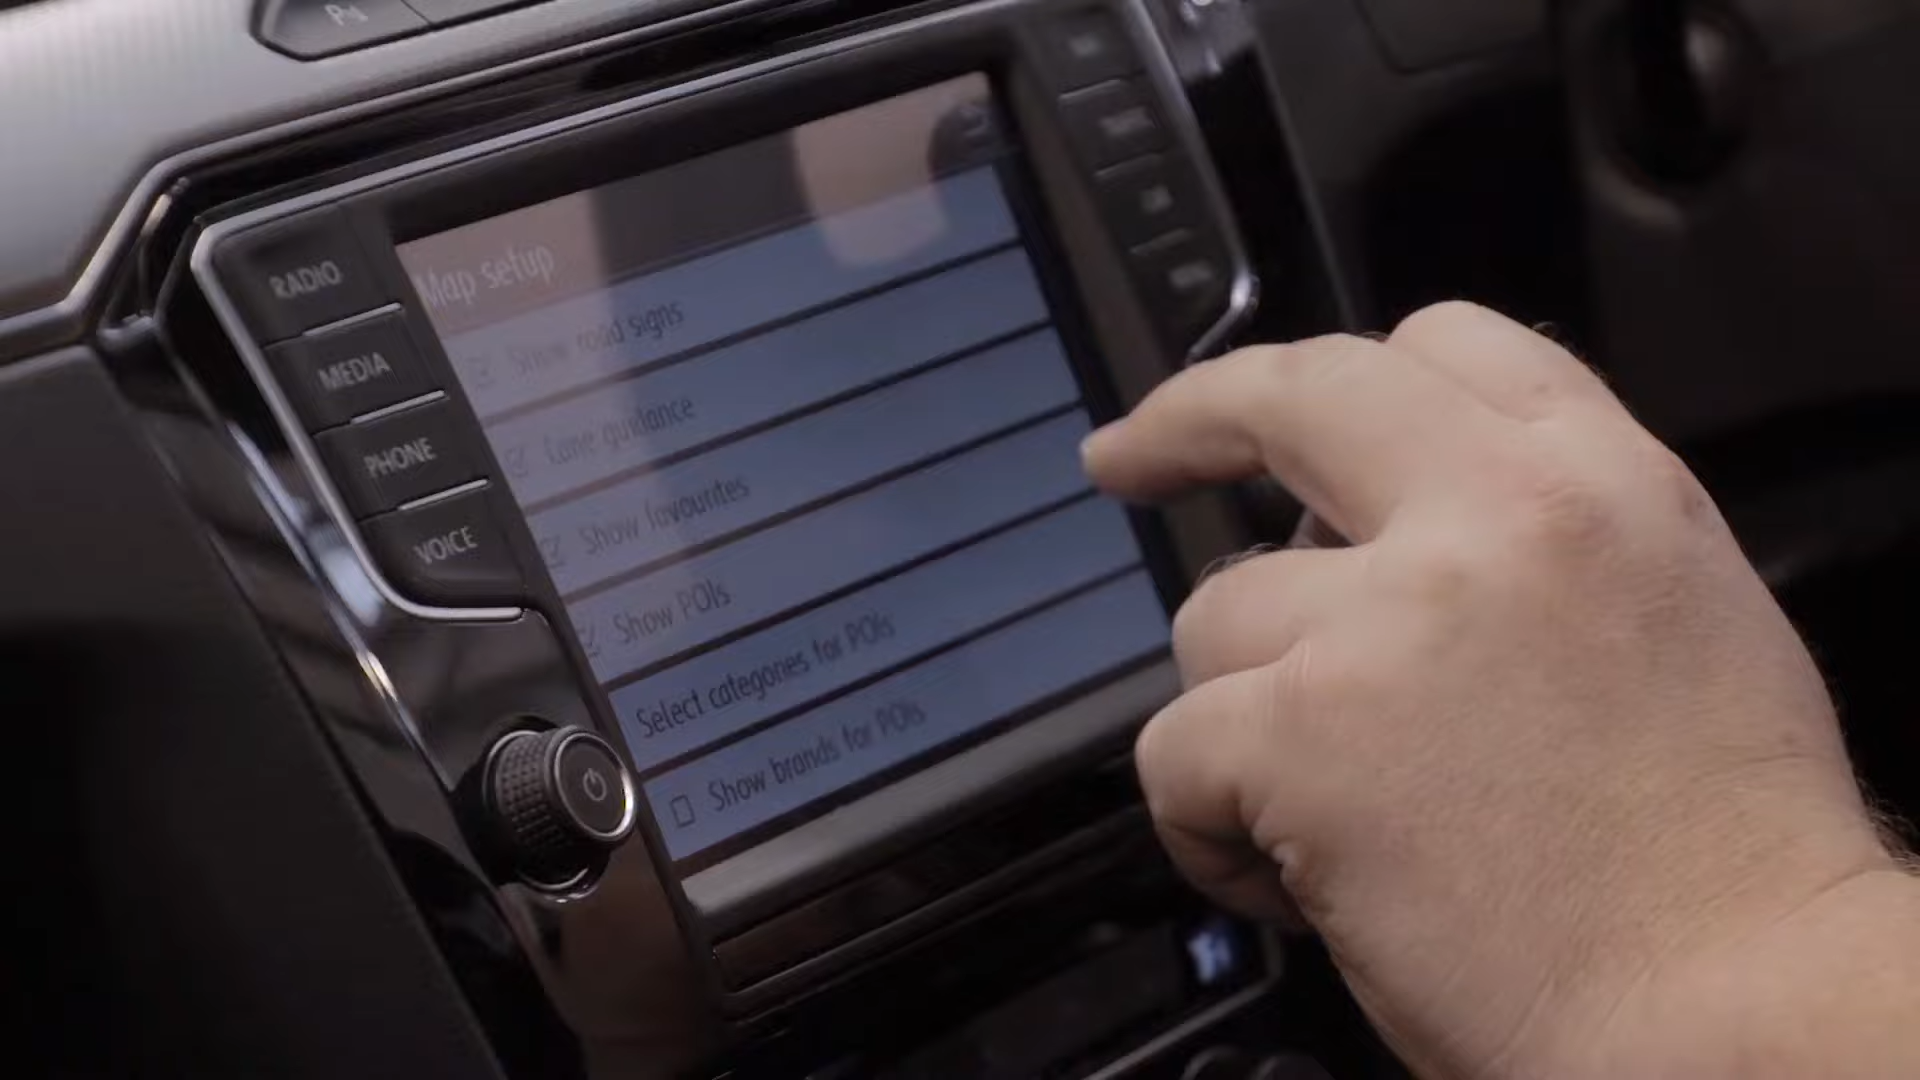 RADIO
MEDIA
PHONE
VOICE
Map setup
Show road signs
Lane guidance
Show favourites
Show POIs
Select categories for POIs
Show brands for POIs